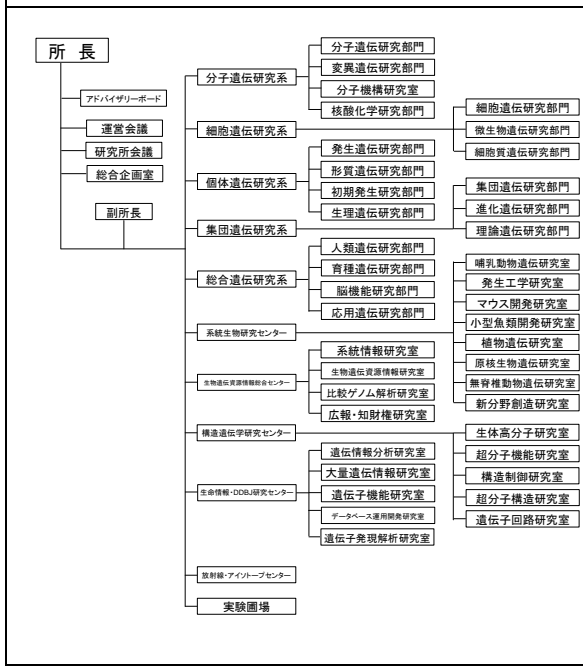 所 長
アドバイザリーボード
運営会議
研究所会議
総合企画室
副所長
分子遺伝研究系
分子遺伝研究部門
変異遺伝研究部門
分子機構研究室
核酸化学研究部門
細胞遺伝研究系
細胞遺伝研究部門
微生物遺伝研究部門
細胞質遺伝研究部門
個体遺伝研究系
発生遺伝研究部門
形質遺伝研究部門
初期発生研究部門
生理遺伝研究部門
集団遺伝研究系
集団遺伝研究部門
進化遺伝研究部門
理論遺伝研究部門
総合遺伝研究系
人類遺伝研究部門
育種遺伝研究部門
脳機能研究部門
応用遺伝研究部門
系統生物研究センター
哺乳動物遺伝研究室
発生工学研究室
マウス開発研究室
小型魚類開発研究室
植物遺伝研究室
原核生物遺伝研究室
無脊椎動物遺伝研究室
新分野創造研究室
生物遺伝資源情報総合センター
系統情報研究室
生物遺伝資源情報研究室
比較ゲノム解析研究室
広報・知財権研究室
構造遺伝学研究センター
生体高分子研究室
超分子機能研究室
構造制御研究室
超分子構造研究室
遺伝子回路研究室
生命情報・DDBJ研究センター
遺伝情報分析研究室
大量遺伝情報研究室
遺伝子機能研究室
データベース運用開発研究室
遺伝子発現解析研究室
放射線・アイソトープセンター
実験圃場